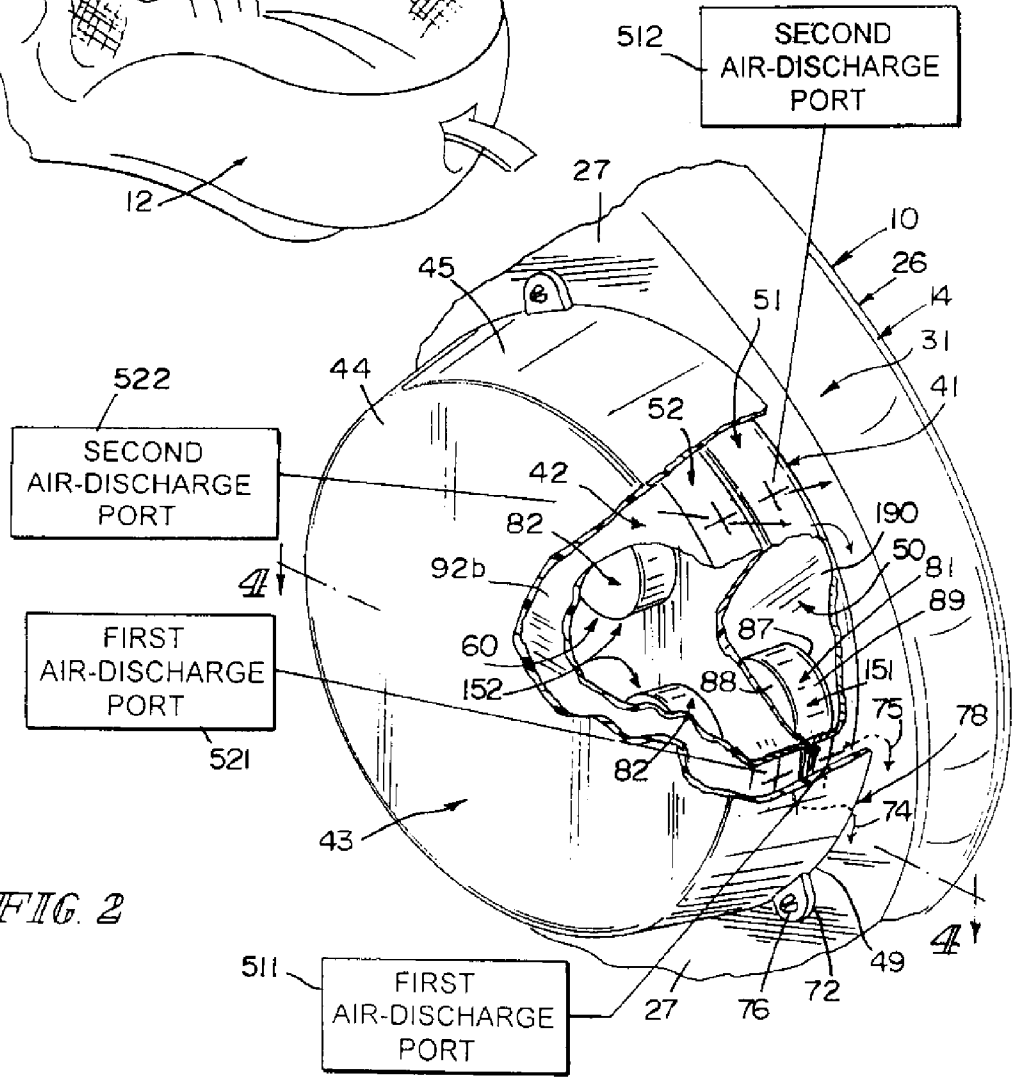 512
SECOND
AIR-DISCHARGE
PORT
12
27
10
26
14
31
41
45
51
44
52
522
SECOND
AIR-DISCHARGE
PORT
42
82
190
50
81
89
92b
4
87
FIRST
AIR-DISCHARGE
PORT
521
60
152
88
151
75
78
82
74
43
FIG. 2
4
49
511
FIRST
AIR-DISCHARGE
PORT
27
76
72